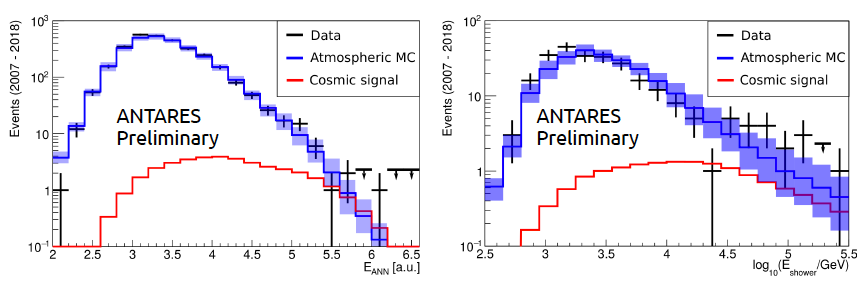 Events (2007 - 2018)
10³
10²
10
1
10⁻¹
Data
Atmospheric MC
Cosmic signal
ANTARES
Preliminary
2 2.5 3 3.5 4 4.5 5 5.5 6 6.5
E_ANN [a.u.]
Events (2007 - 2018)
10²
10
1
10⁻¹
Data
Atmospheric MC
Cosmic signal
ANTARES
Preliminary
2.5 3 3.5 4 4.5 5 5.5
log₁₀(E_shower/GeV)